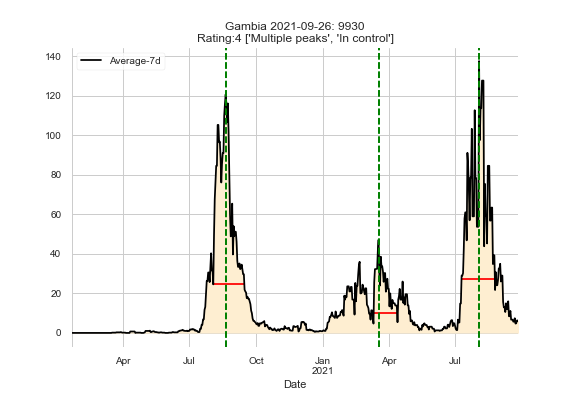 Gambia 2021-09-26: 9930
Rating:4 ['Multiple peaks', 'In control']
Average-7d
140
120
100
80
60
40
20
0
Apr
Jul
Oct
Jan
2021
Apr
Jul
Date